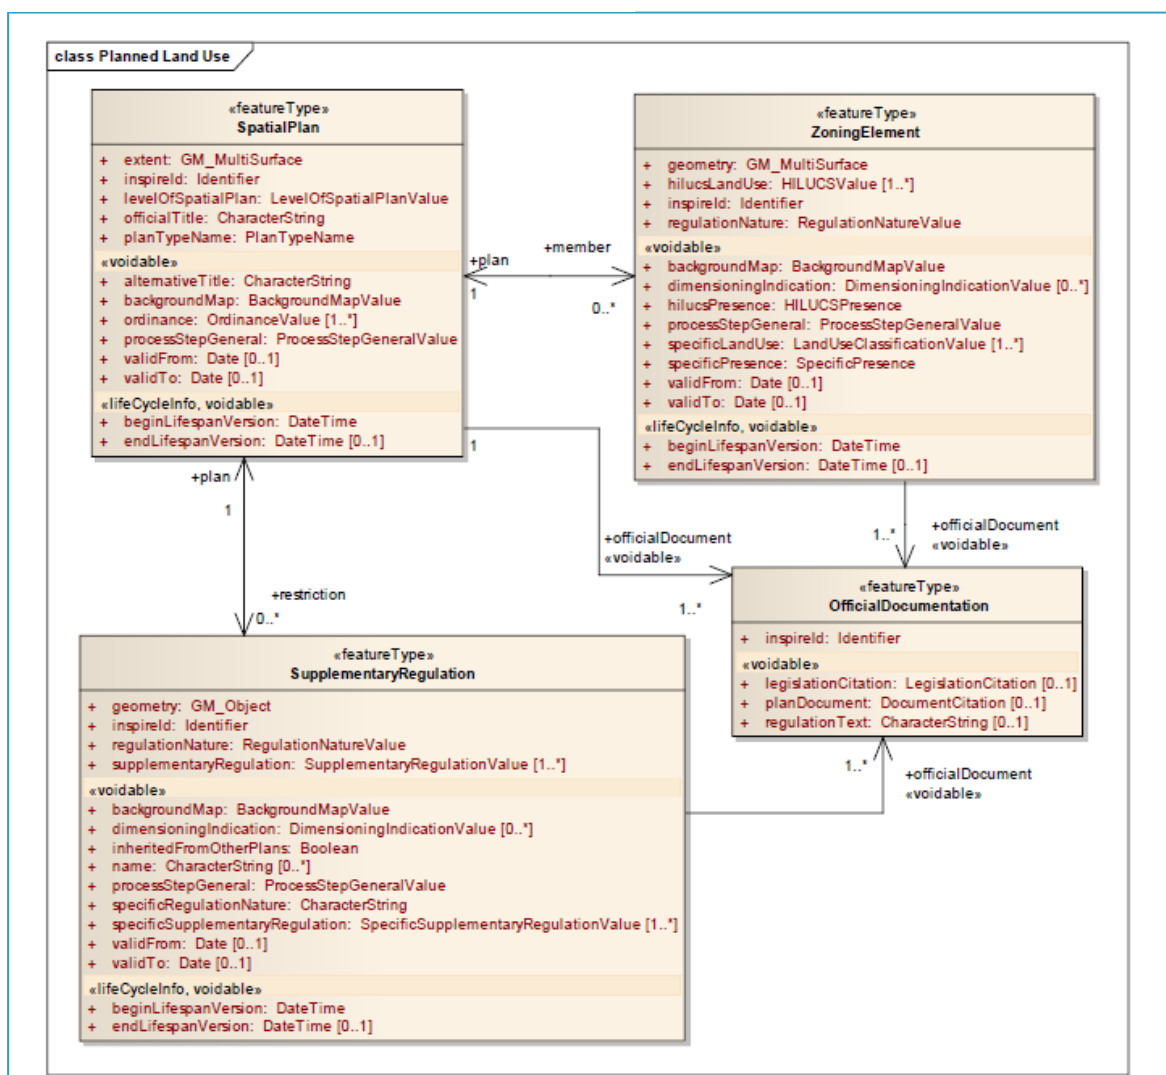 class Planned Land Use
«featureType»
SpatialPlan
+ extent: GM_MultiSurface
+ inspireId: Identifier
+ levelOfSpatialPlan: LevelOfSpatialPlanValue
+ officialTitle: CharacterString
+ planTypeName: PlanTypeName
«voidable»
+ alternativeTitle: CharacterString
+ backgroundMap: BackgroundMapValue
+ ordinance: OrdinanceValue [1..*]
+ processStepGeneral: ProcessStepGeneralValue
+ validFrom: Date [0..1]
+ validTo: Date [0..1]
«lifeCycleInfo, voidable»
+ beginLifespanVersion: DateTime
+ endLifespanVersion: DateTime [0..1]
+plan
1
+member
0..*
«featureType»
ZoningElement
+ geometry: GM_MultiSurface
+ hilucsLandUse: HILUCSValue [1..*]
+ inspireId: Identifier
+ regulationNature: RegulationNatureValue
«voidable»
+ backgroundMap: BackgroundMapValue
+ dimensioningIndication: DimensioningIndicationValue [0..*]
+ hilucsPresence: HILUCSPresence
+ processStepGeneral: ProcessStepGeneralValue
+ specificLandUse: LandUseClassificationValue [1..*]
+ specificPresence: SpecificPresence
+ validFrom: Date [0..1]
+ validTo: Date [0..1]
«lifeCycleInfo, voidable»
+ beginLifespanVersion: DateTime
+ endLifespanVersion: DateTime [0..1]
1
+officialDocument
«voidable»
1..*
1..*
+officialDocument
«voidable»
+plan
1
+restriction
0..*
«featureType»
OfficialDocumentation
+ inspireId: Identifier
«voidable»
+ legislationCitation: LegislationCitation [0..1]
+ planDocument: DocumentCitation [0..1]
+ regulationText: CharacterString [0..1]
1..*
+officialDocument
«voidable»
«featureType»
SupplementaryRegulation
+ geometry: GM_Object
+ inspireId: Identifier
+ regulationNature: RegulationNatureValue
+ supplementaryRegulation: SupplementaryRegulationValue [1..*]
«voidable»
+ backgroundMap: BackgroundMapValue
+ dimensioningIndication: DimensioningIndicationValue [0..*]
+ inheritedFromOtherPlans: Boolean
+ name: CharacterString [0..*]
+ processStepGeneral: ProcessStepGeneralValue
+ specificRegulationNature: CharacterString
+ specificSupplementaryRegulation: SpecificSupplementaryRegulationValue [1..*]
+ validFrom: Date [0..1]
+ validTo: Date [0..1]
«lifeCycleInfo, voidable»
+ beginLifespanVersion: DateTime
+ endLifespanVersion: DateTime [0..1]